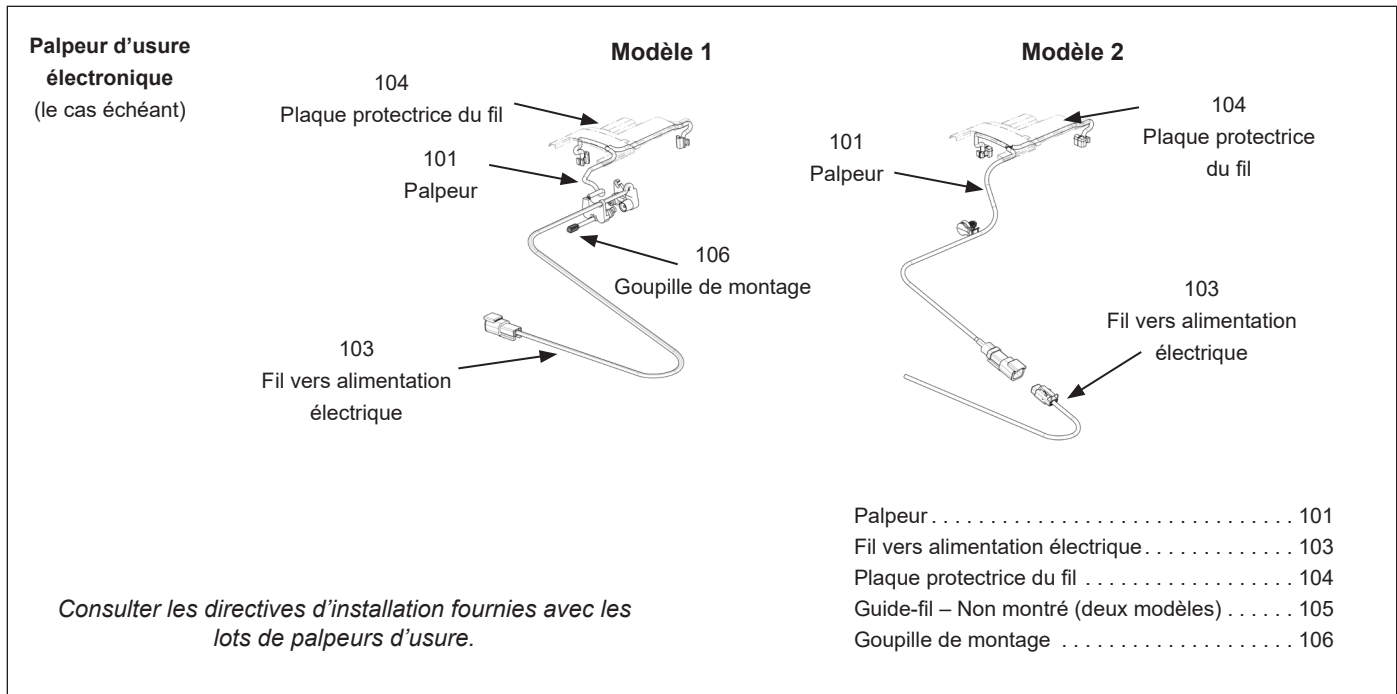 Palpeur d’usure
électronique
(le cas échéant)
Modèle 1
104
Plaque protectrice du fil
101
Palpeur
106
Goupille de montage
103
Fil vers alimentation
électrique
Modèle 2
104
Plaque protectrice
du fil
101
Palpeur
103
Fil vers alimentation
électrique
Consulter les directives d’installation fournies avec les
lots de palpeurs d’usure.
Palpeur . . . . . . . . . . . . . . . . . . . . . . . . . . . . . . . 101
Fil vers alimentation électrique . . . . . . . . . . . . . 103
Plaque protectrice du fil . . . . . . . . . . . . . . . . . . 104
Guide-fil – Non montré (deux modèles) . . . . . . 105
Goupille de montage . . . . . . . . . . . . . . . . . . . . 106